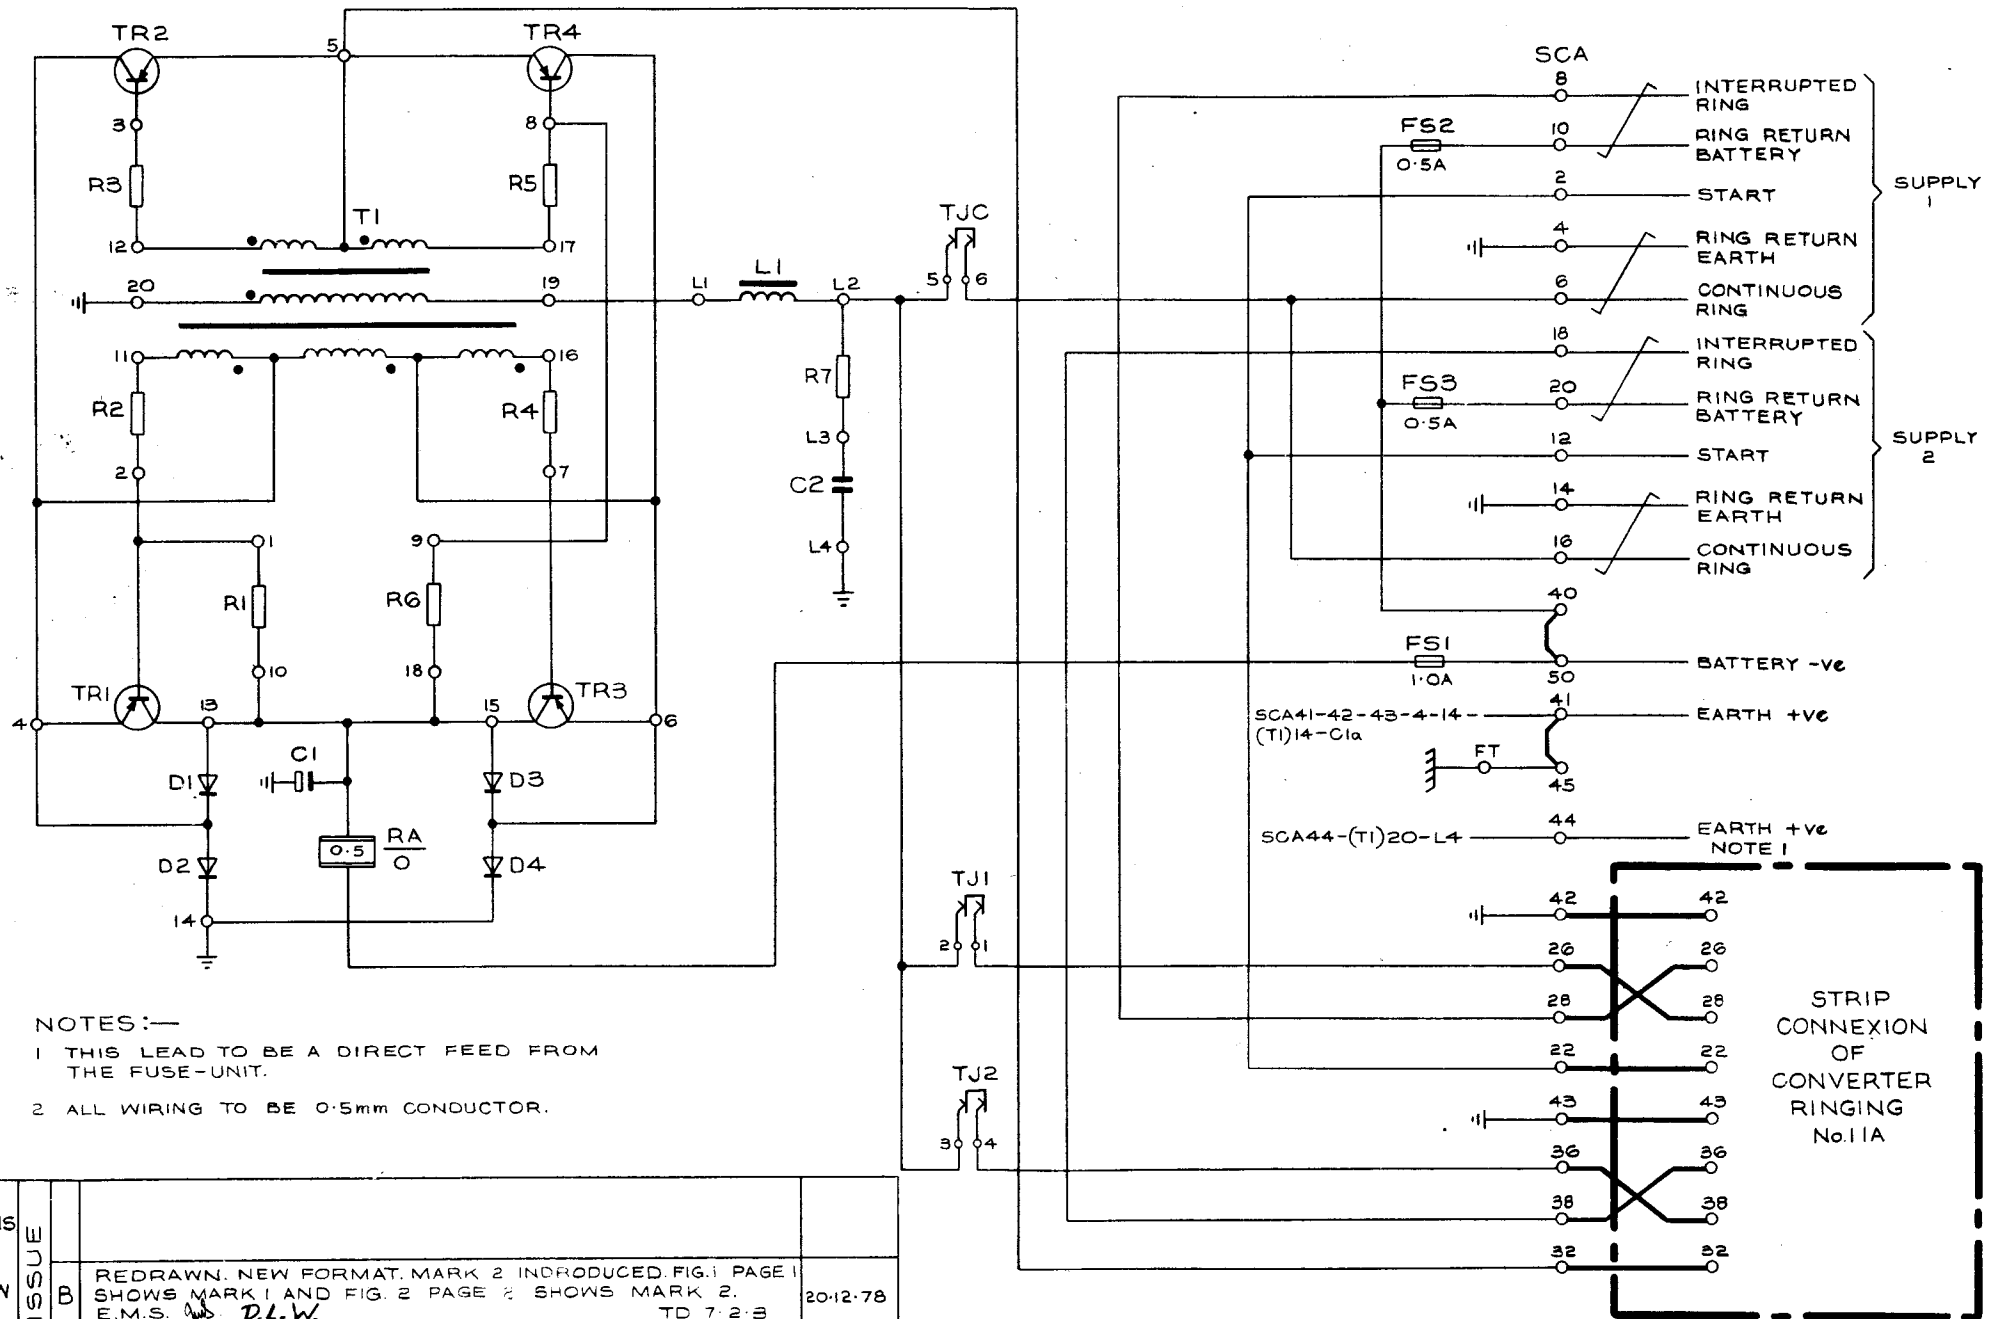 TR2
TR4
5
3
8
R3
R5
T1
12
17
20
19
L1
L1
L2
11
16
R2
R4
2
7
R7
L3
C2
L4
1
9
R1
R6
10
18
TR1
TR3
4
13
15
6
C1
D1
D3
0·5
RA
O
D2
D4
14
TJC
5 6
TJ1
2 1
TJ2
3 4
SCA
8
INTERRUPTED
RING
FS2
0·5A
10
RING RETURN
BATTERY
2
START
4
RING RETURN
EARTH
6
CONTINUOUS
RING
SUPPLY
1
18
INTERRUPTED
RING
FS3
0·5A
20
RING RETURN
BATTERY
12
START
14
RING RETURN
EARTH
16
CONTINUOUS
RING
SUPPLY
2
40
FS1
1·0A
50
BATTERY -ve
SCA41-42-43-4-14-
(T1)14-C1a
41
EARTH +ve
FT
45
SCA44-(T1)20-L4
44
EARTH +ve
NOTE 1
42 42
26 26
28 28
22 22
43 43
36 36
38 38
32 32
STRIP
CONNEXION
OF
CONVERTER
RINGING
No.11A
NOTES:—
1 THIS LEAD TO BE A DIRECT FEED FROM
THE FUSE-UNIT.
2 ALL WIRING TO BE 0·5mm CONDUCTOR.
ISSUE
B
REDRAWN. NEW FORMAT. MARK 2 INDRODUCED. FIG.1 PAGE 1
SHOWS MARK 1 AND FIG. 2 PAGE 2 SHOWS MARK 2.
E.M.S. D.L.W. TD 7·2·3
20·12·78